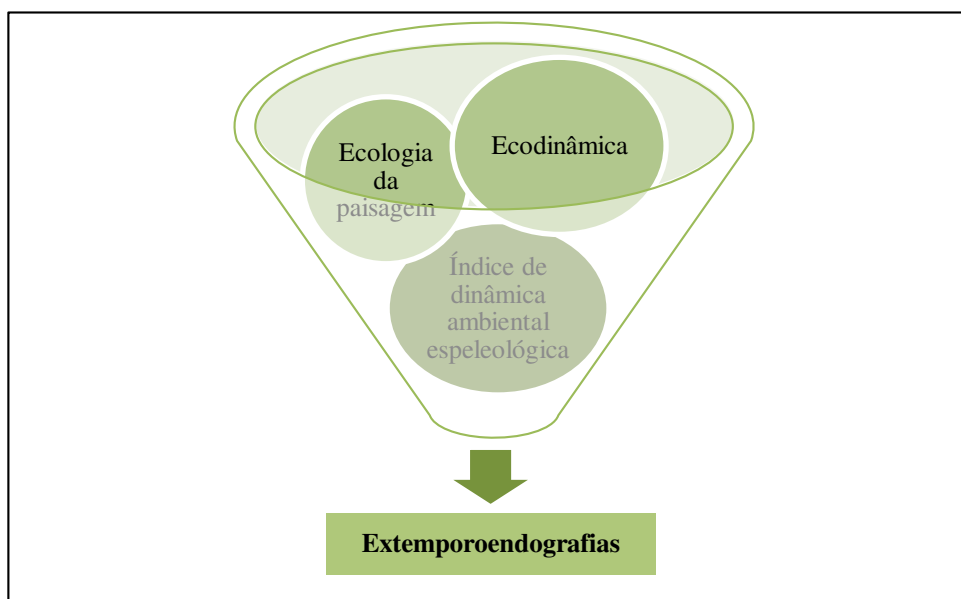 Ecologia
da
paisagem
Ecodinâmica
Índice de
dinâmica
ambiental
espeleológica
Extemporoendografias